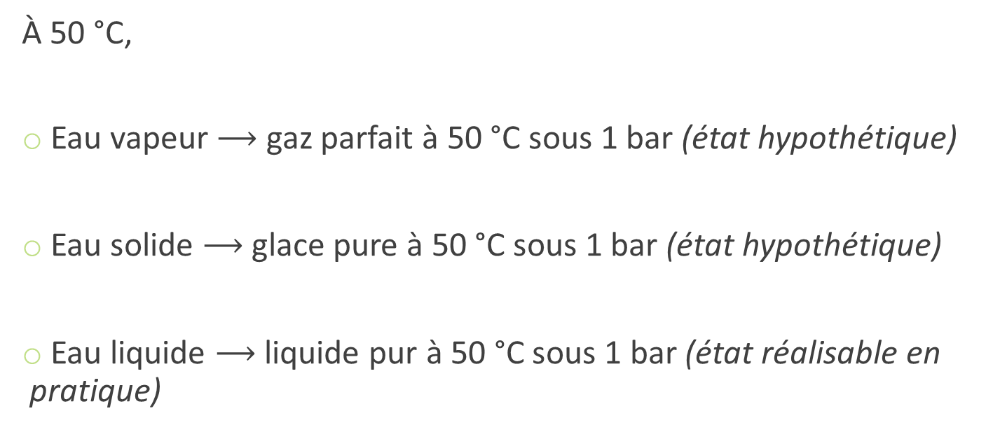 À 50 °C,
○ Eau vapeur ⟶ gaz parfait à 50 °C sous 1 bar (état hypothétique)
○ Eau solide ⟶ glace pure à 50 °C sous 1 bar (état hypothétique)
○ Eau liquide ⟶ liquide pur à 50 °C sous 1 bar (état réalisable en
pratique)